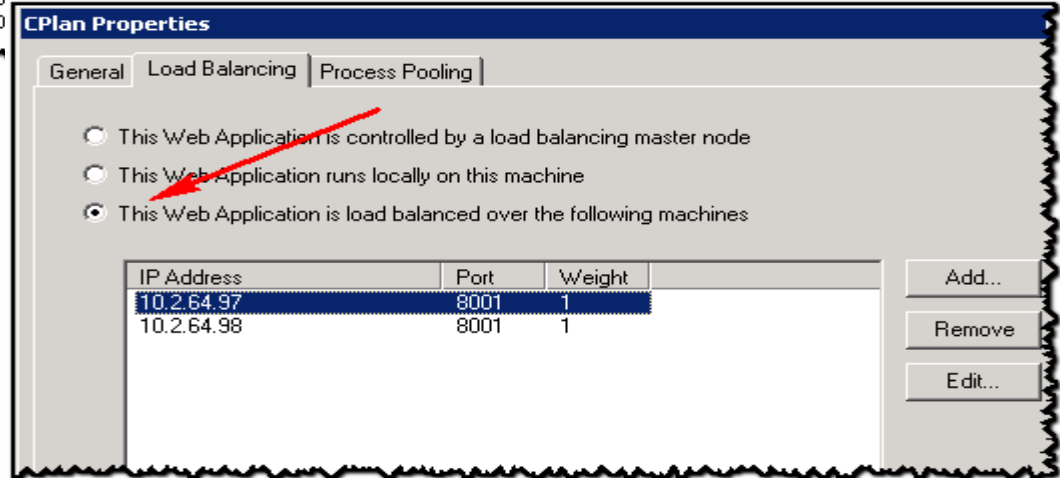 CPlan Properties
General Load Balancing Process Pooling
This Web Application is controlled by a load balancing master node
This Web Application runs locally on this machine
This Web Application is load balanced over the following machines
IP Address Port Weight Add...
10.2.64.97 8001 1
10.2.64.98 8001 1 Remove
Edit...